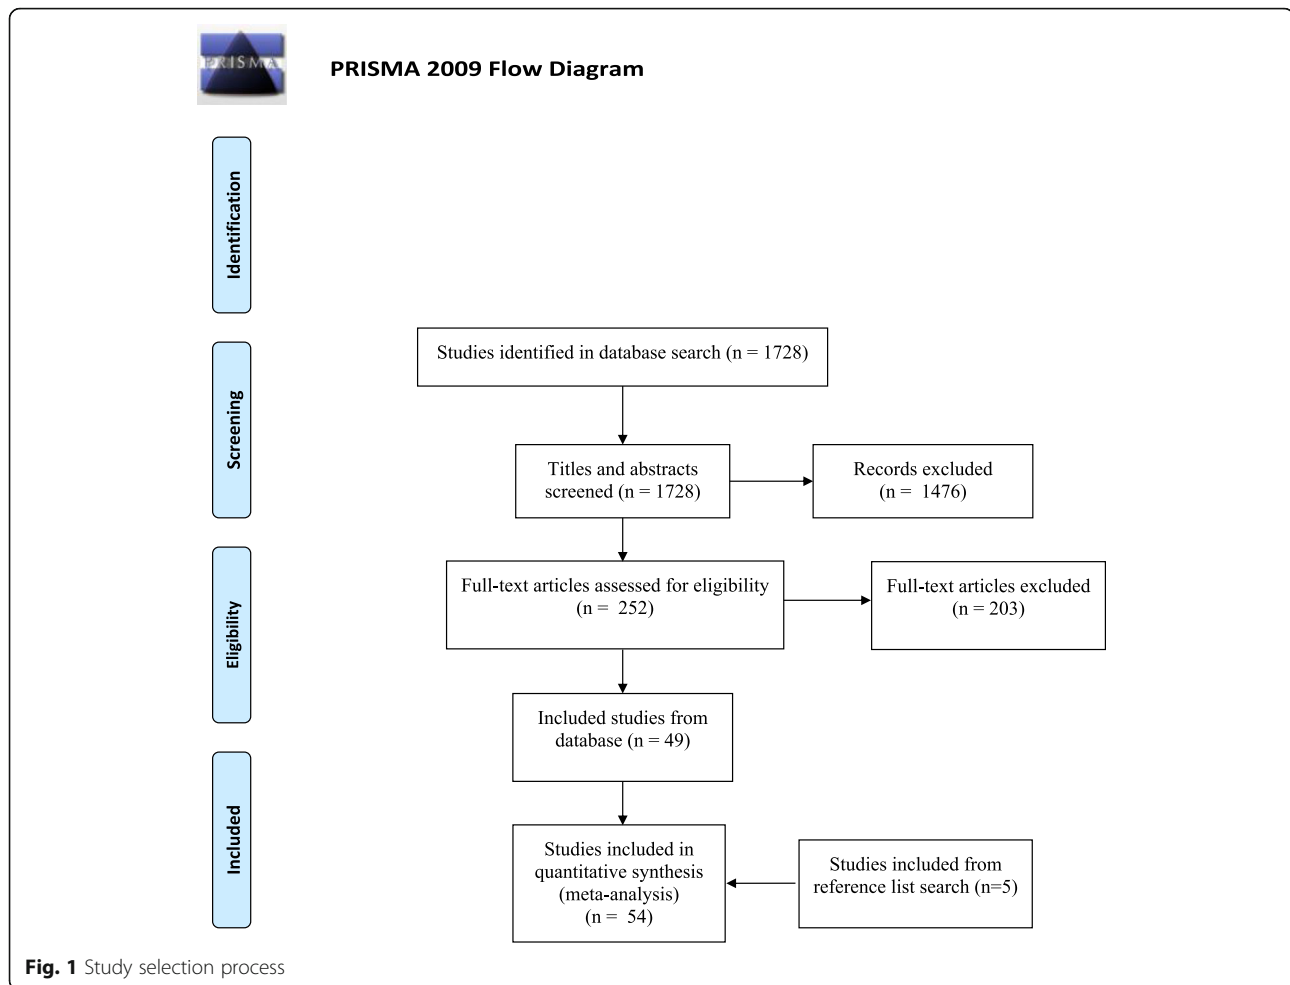 PRISMA
PRISMA 2009 Flow Diagram
Identification
Studies identified in database search (n = 1728)
Screening
Titles and abstracts
screened (n = 1728)
Records excluded
(n =  1476)
Eligibility
Full-text articles assessed for eligibility
(n =  252)
Full-text articles excluded
(n = 203)
Included studies from
database (n = 49)
Included
Studies included in
quantitative synthesis
(meta-analysis)
(n =  54)
Studies included from
reference list search (n=5)
Fig. 1 Study selection process